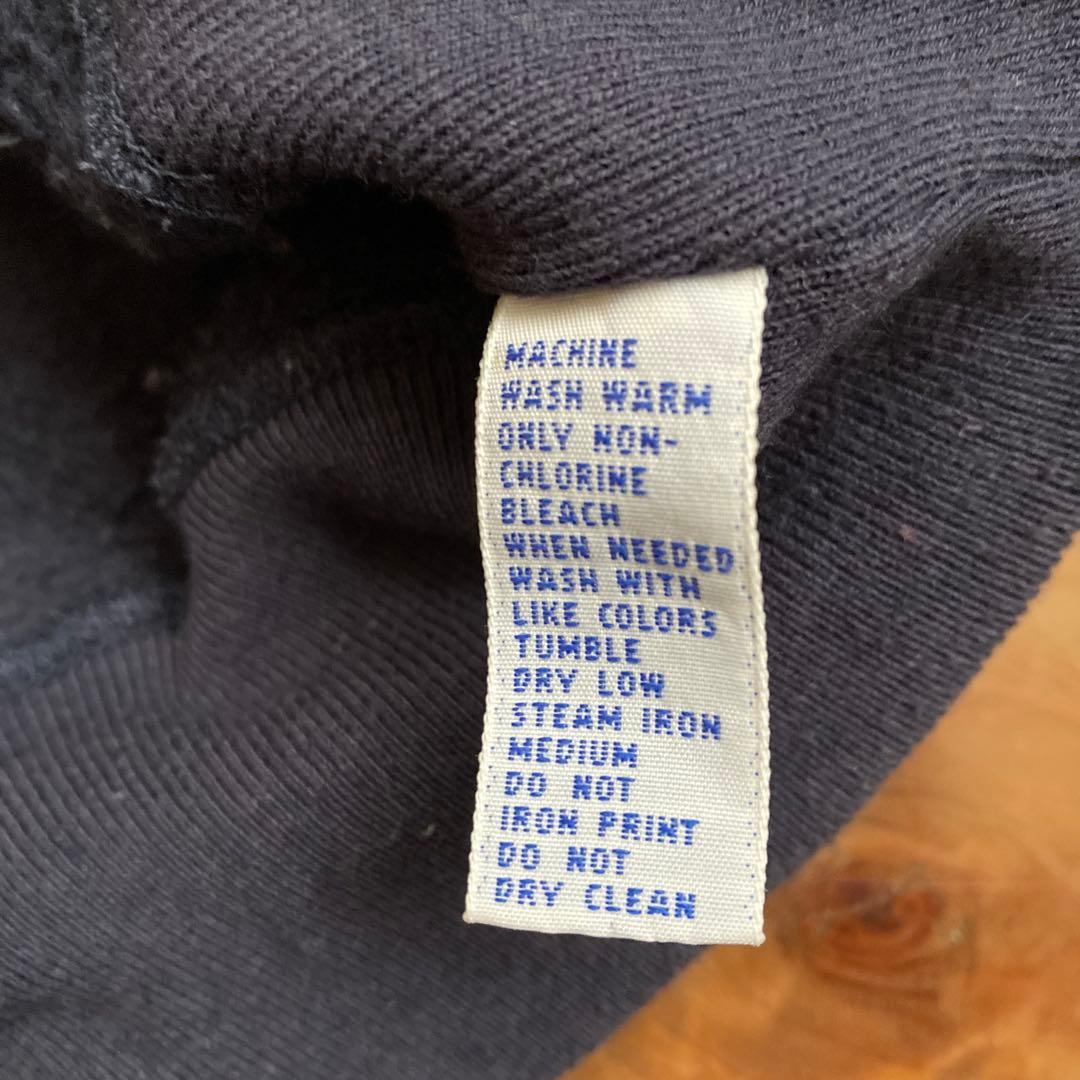 MACHINE
WASH WARM
ONLY NON-
CHLORINE
BLEACH
WHEN NEEDED
WASH WITH
LIKE COLORS
TUMBLE
DRY LOW
STEAM IRON
MEDIUM
DO NOT
IRON PRINT
DO NOT
DRY CLEAN